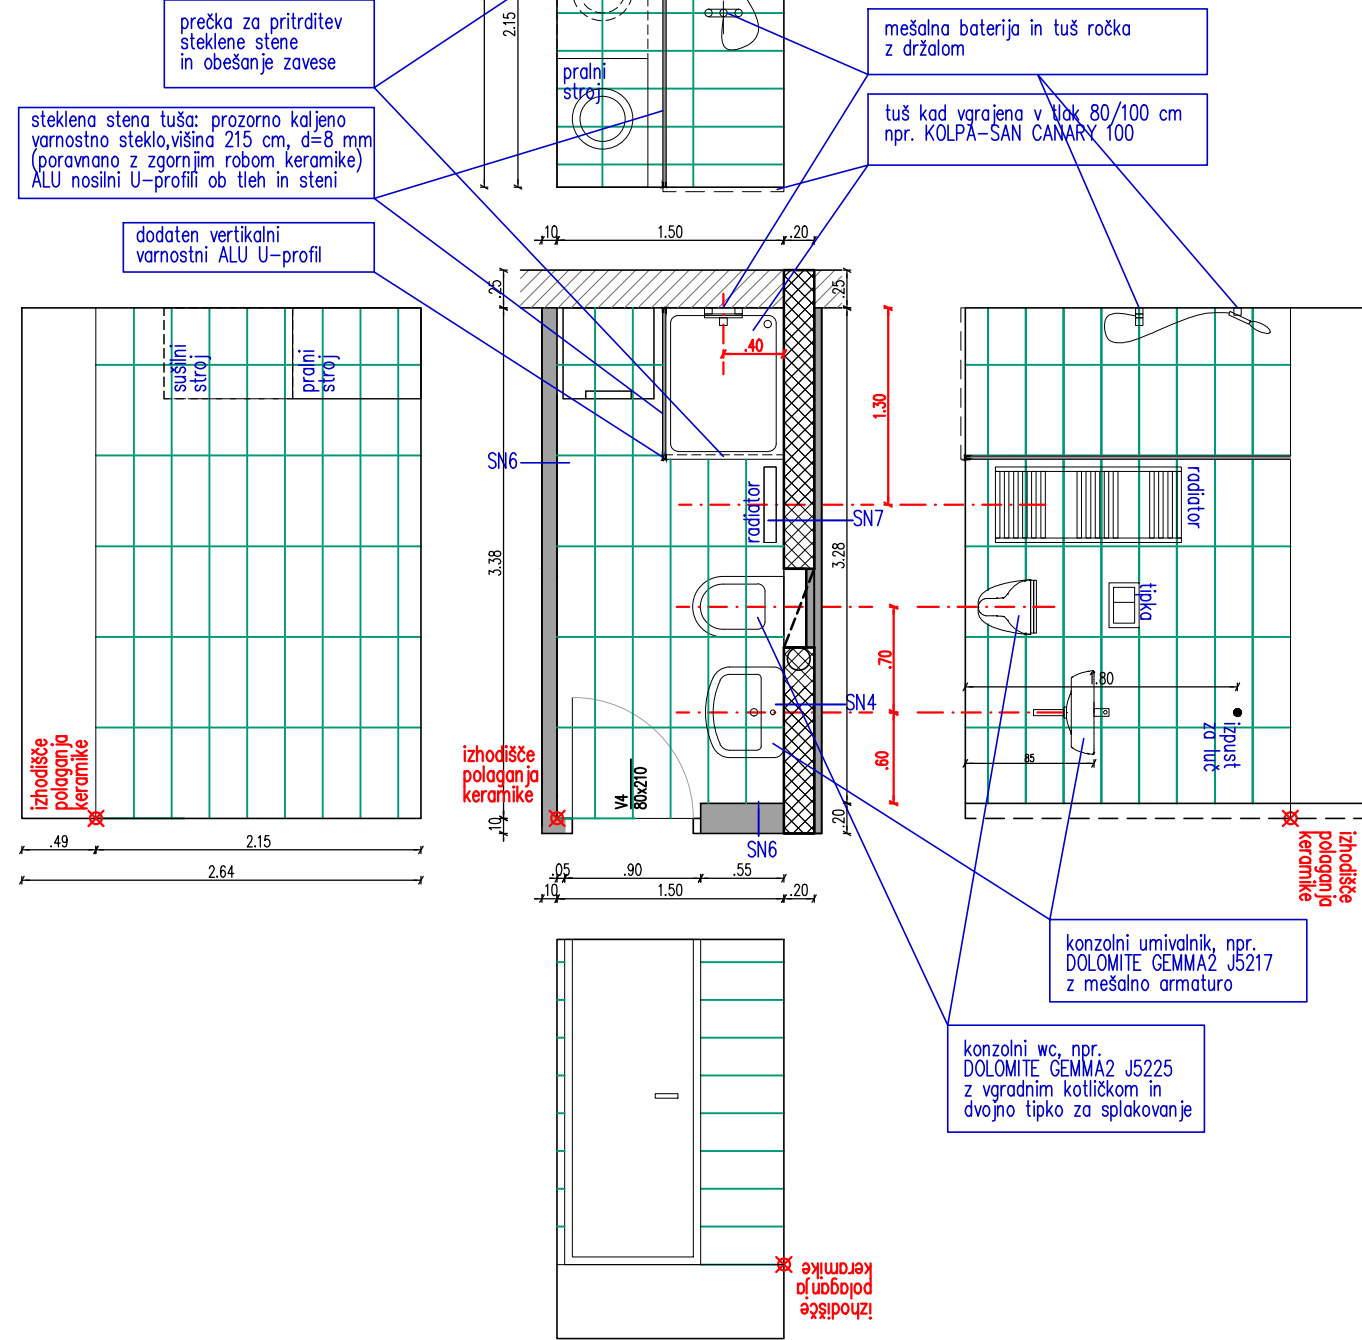 prečka za pritrditev
steklene stene
in obešanje zavese
2.15
pralni
stroj
mešalna baterija in tuš ročka
z držalom
steklena stena tuša: prozorno kaljeno
varnostno steklo,višina 215 cm, d=8 mm
(poravnano z zgornjim robom keramike)
ALU nosilni U-profili ob tleh in steni
tuš kad vgrajena v tlak 80/100 cm
npr. KOLPA-SAN CANARY 100
dodaten vertikalni
varnostni ALU U-profil
.10
1.50
.20
.25
.25
sušilni
stroj
pralni
stroj
.40
1.30
SN6
radiator
SN7
radiator
3.38
3.28
tipka
.70
1.80
SN4
izpust
za luč
.60
85
izhodišče
polaganja
keramike
izhodišče
polaganja
keramike
V4
80x210
.10
.20
SN6
izhodišče
polaganja
keramike
.49
2.15
2.64
.05
.90
.55
.10
1.50
.20
konzolni umivalnik, npr.
DOLOMITE GEMMA2 J5217
z mešalno armaturo
konzolni wc, npr.
DOLOMITE GEMMA2 J5225
z vgradnim kotličkom in
dvojno tipko za splakovanje
izhodišče
polaganja
keramike